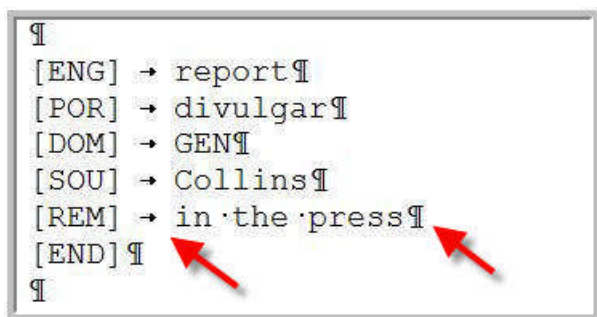 ¶
[ENG] → report¶
[POR] → divulgar¶
[DOM] → GEN¶
[SOU] → Collins¶
[REM] → in·the·press¶
[END]¶
¶